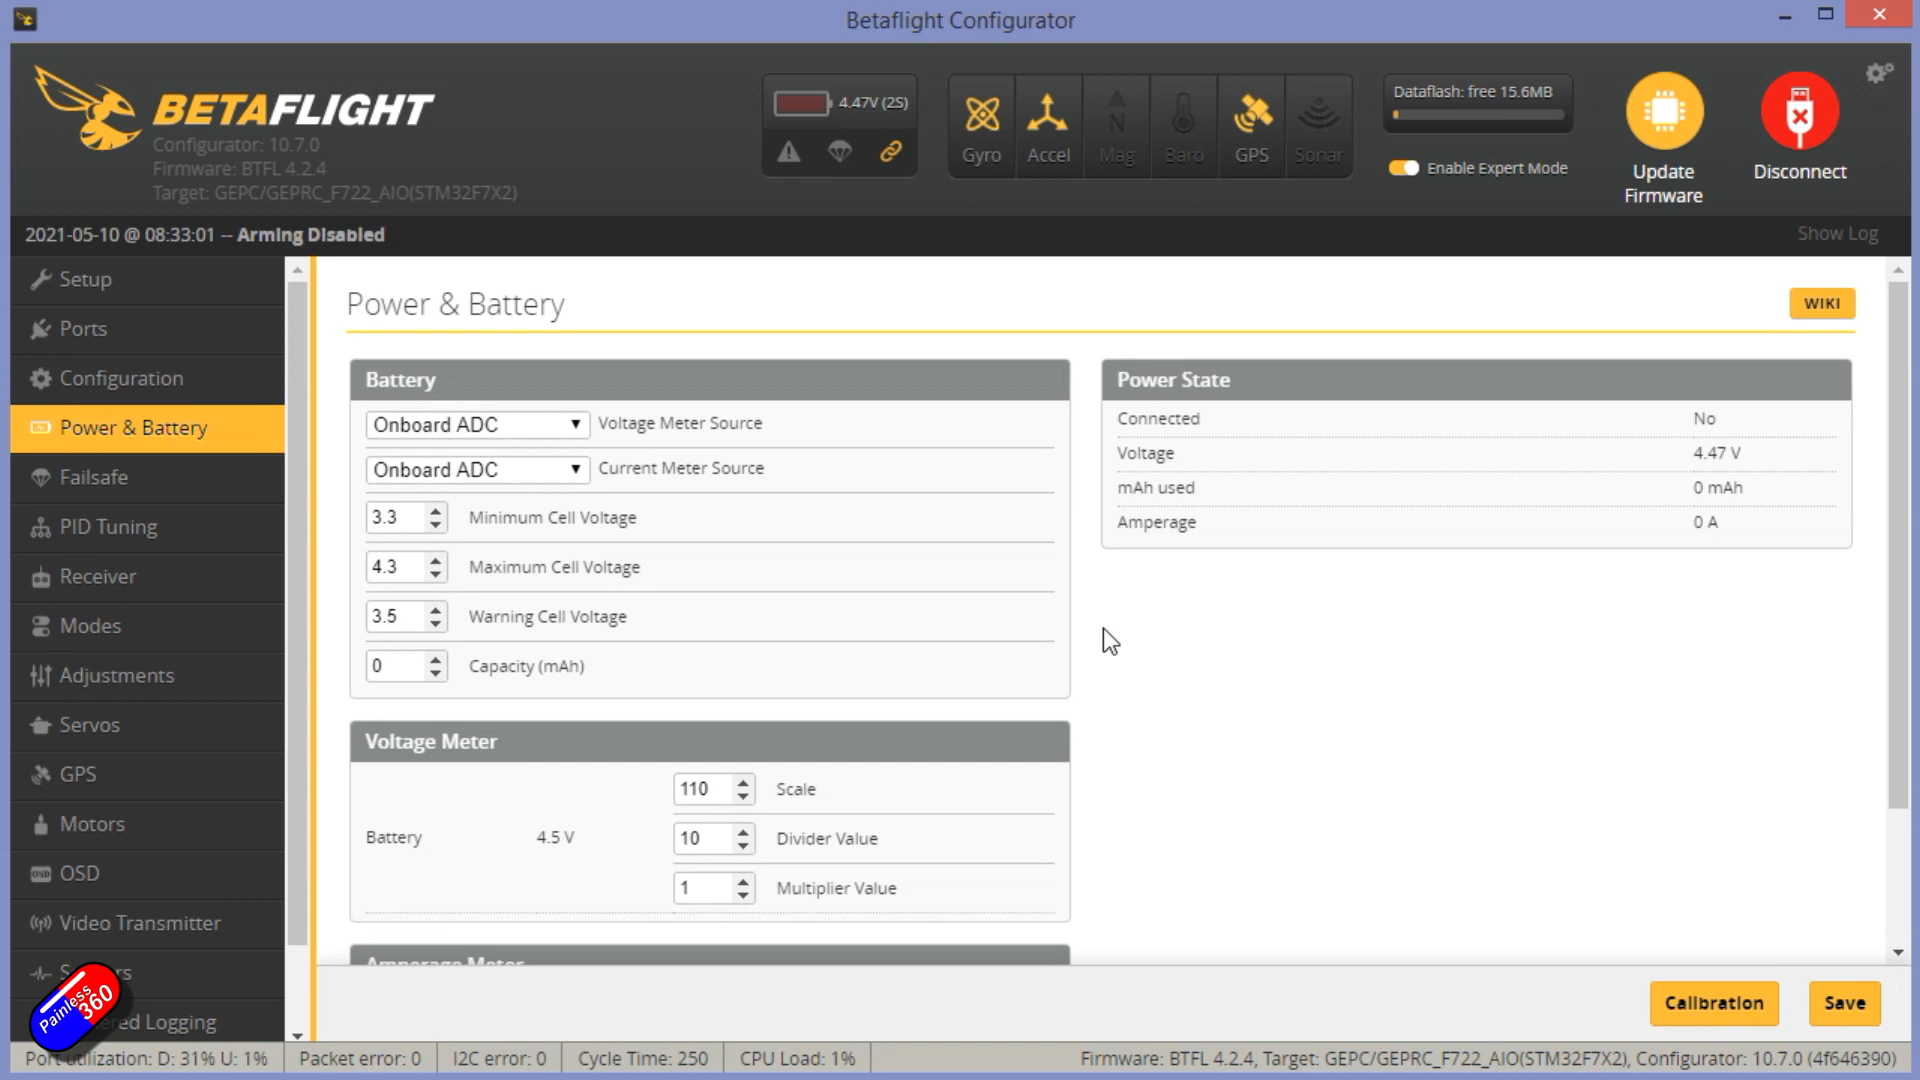 Betaflight Configurator
BETAFLIGHT
Configurator: 10.7.0
Firmware: BTFL 4.2.4
Target: GEPC/GEPRC_F722_AIO(STM32F7X2)
4.47V (2S)
Gyro
Accel
N
Mag
Baro
GPS
Sonar
Dataflash: free 15.6MB
Enable Expert Mode
Update
Firmware
Disconnect
2021-05-10 @ 08:33:01 -- Arming Disabled
Show Log
Setup
Ports
Configuration
Power & Battery
Failsafe
PID Tuning
Receiver
Modes
Adjustments
Servos
GPS
Motors
OSD
Video Transmitter
Logging
Painless
360
Power & Battery
WIKI
Battery
Onboard ADC Voltage Meter Source
Onboard ADC Current Meter Source
3.3 Minimum Cell Voltage
4.3 Maximum Cell Voltage
3.5 Warning Cell Voltage
0 Capacity (mAh)
Power State
Connected No
Voltage 4.47 V
mAh used 0 mAh
Amperage 0 A
Voltage Meter
Battery 4.5 V
110 Scale
10 Divider Value
1 Multiplier Value
Amperage Meter
Calibration
Save
Port utilization: D: 31% U: 1%
Packet error: 0
I2C error: 0
Cycle Time: 250
CPU Load: 1%
Firmware: BTFL 4.2.4, Target: GEPC/GEPRC_F722_AIO(STM32F7X2), Configurator: 10.7.0 (4f646390)